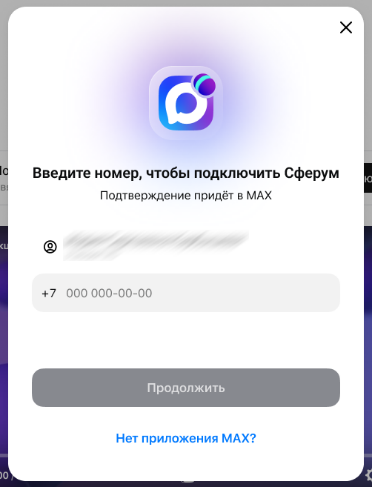 Введите номер, чтобы подключить Сферум
Подтверждение придёт в MAX
+7 000 000-00-00
Продолжить
Нет приложения MAX?